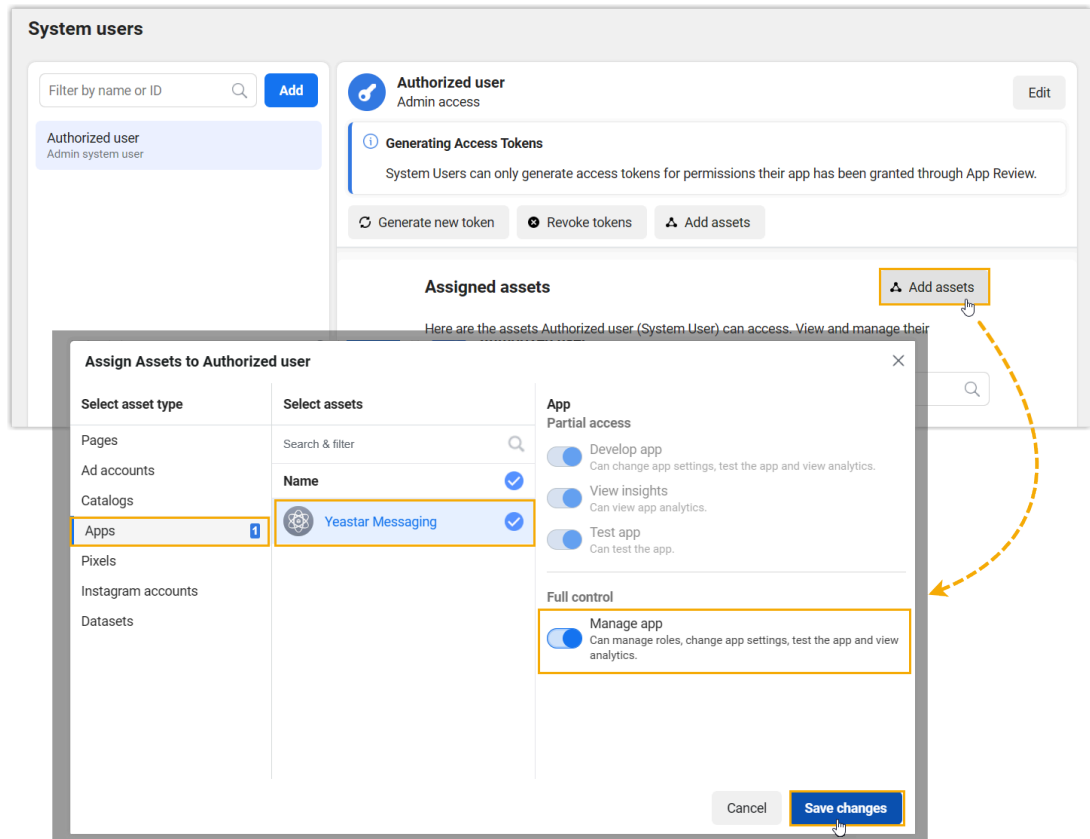 System users
Filter by name or ID
Add
Authorized user
Admin system user
Authorized user
Admin access
Edit
Generating Access Tokens
System Users can only generate access tokens for permissions their app has been granted through App Review.
Generate new token
Revoke tokens
Add assets
Assigned assets
Add assets
Here are the assets Authorized user (System User) can access. View and manage their
Assign Assets to Authorized user
Select asset type
Pages
Ad accounts
Catalogs
Apps
1
Pixels
Instagram accounts
Datasets
Select assets
Search & filter
Name
Yeastar Messaging
App
Partial access
Develop app
Can change app settings, test the app and view analytics.
View insights
Can view app analytics.
Test app
Can test the app.
Full control
Manage app
Can manage roles, change app settings, test the app and view
analytics.
Cancel
Save changes